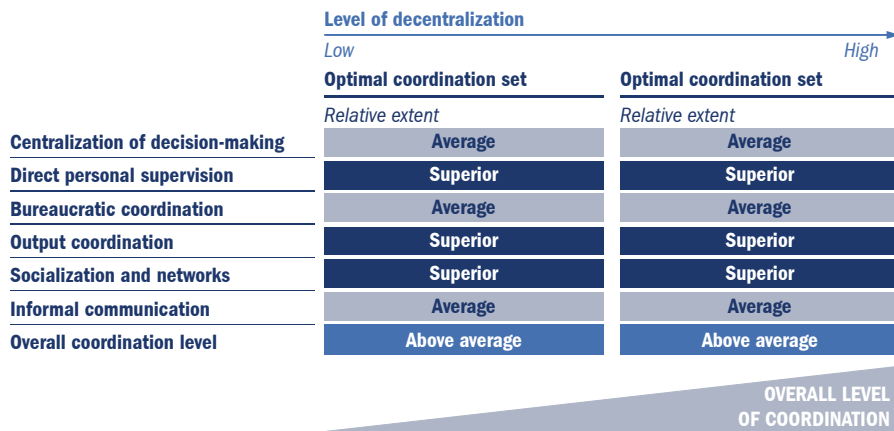 Level of decentralization
Low High
Optimal coordination set Optimal coordination set
Relative extent Relative extent
Centralization of decision-making Average Average
Direct personal supervision Superior Superior
Bureaucratic coordination Average Average
Output coordination Superior Superior
Socialization and networks Superior Superior
Informal communication Average Average
Overall coordination level Above average Above average
OVERALL LEVEL
OF COORDINATION